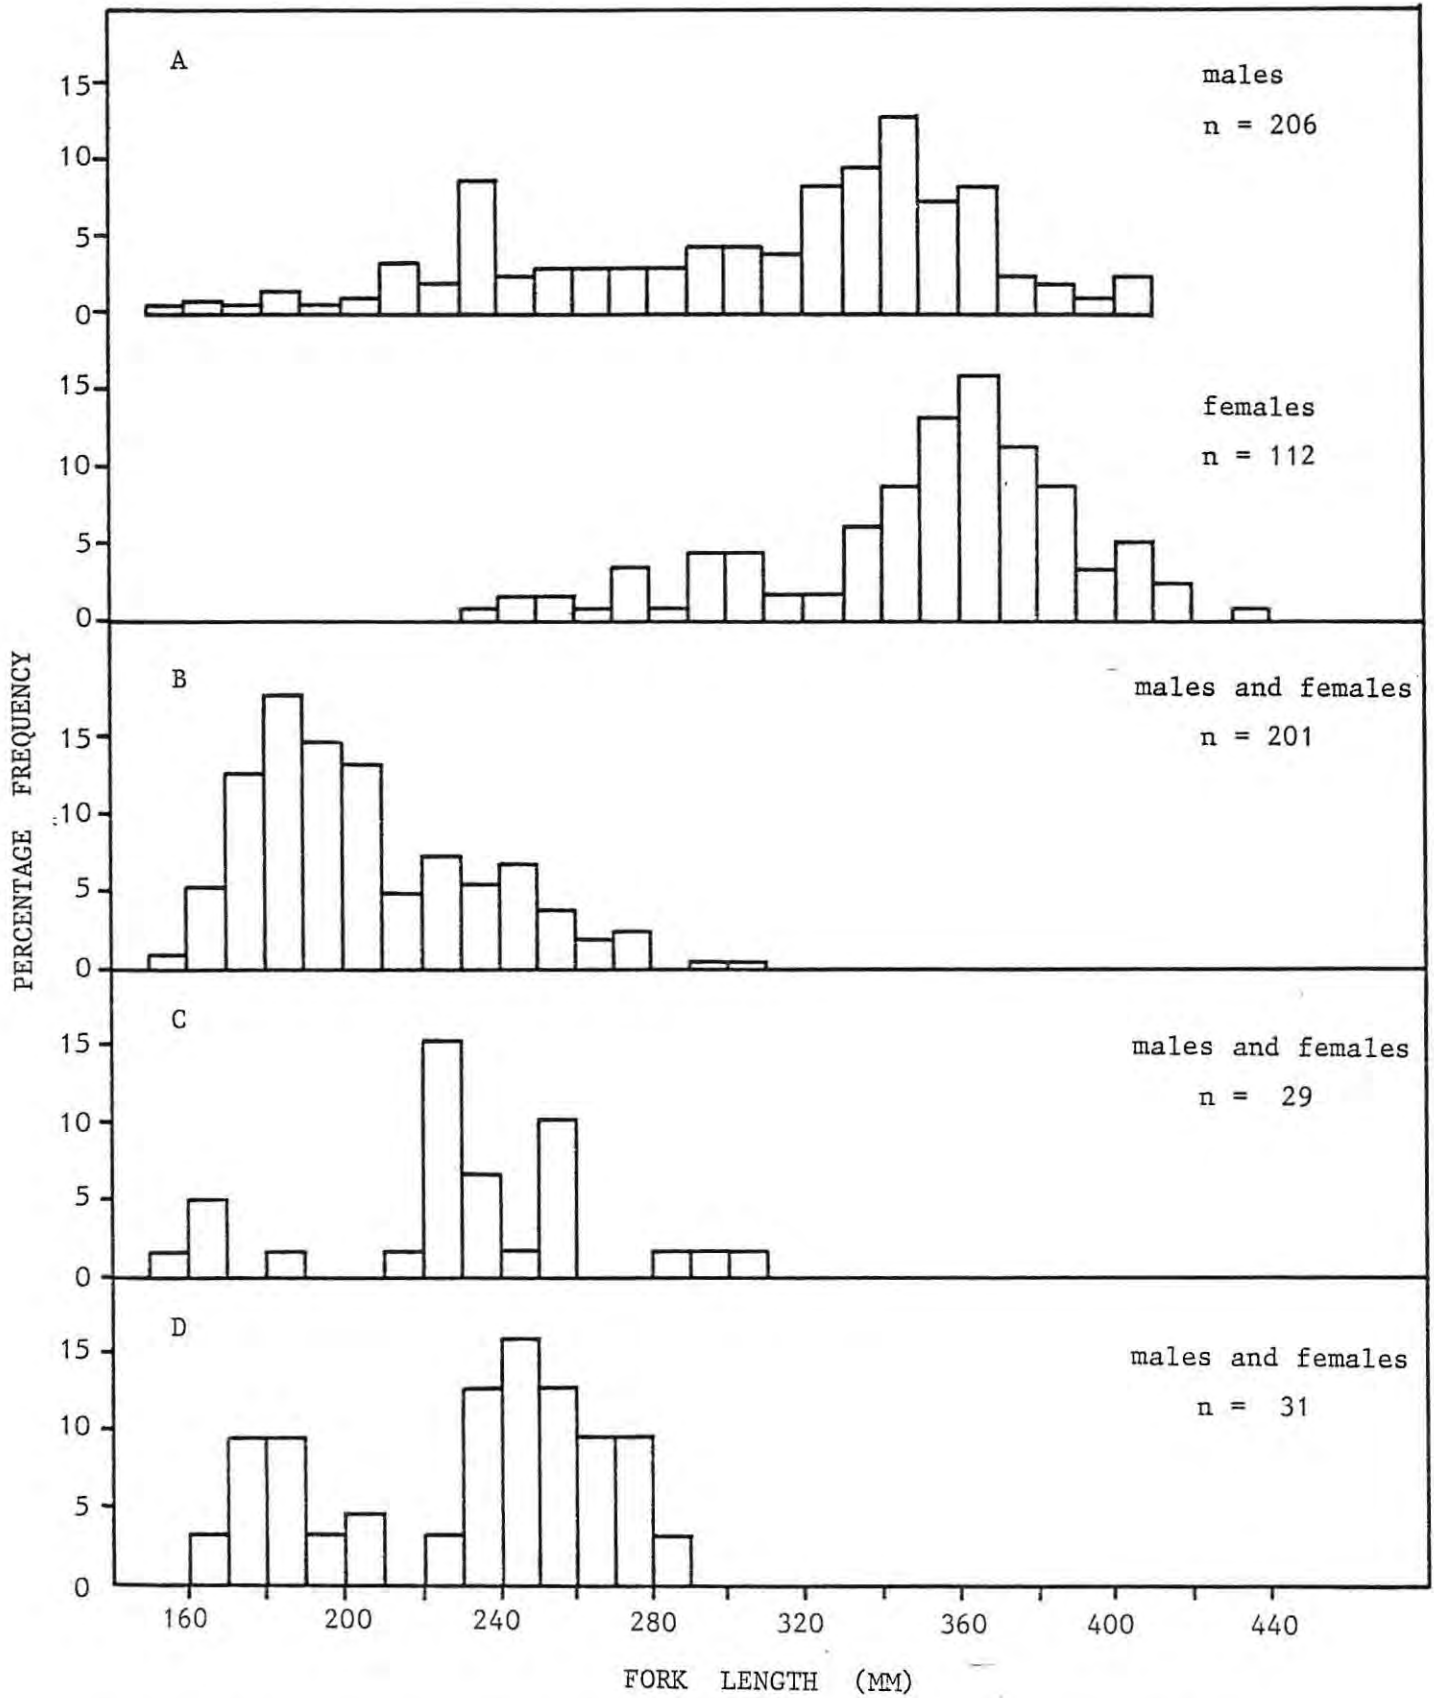 A
males
n = 206
15
10
5
0
females
n = 112
15
10
5
0
B
males and females
n = 201
15
10
5
0
C
males and females
n = 29
15
10
5
0
D
males and females
n = 31
15
10
5
0
160 200 240 280 320 360 400 440
FORK LENGTH (MM)
PERCENTAGE FREQUENCY